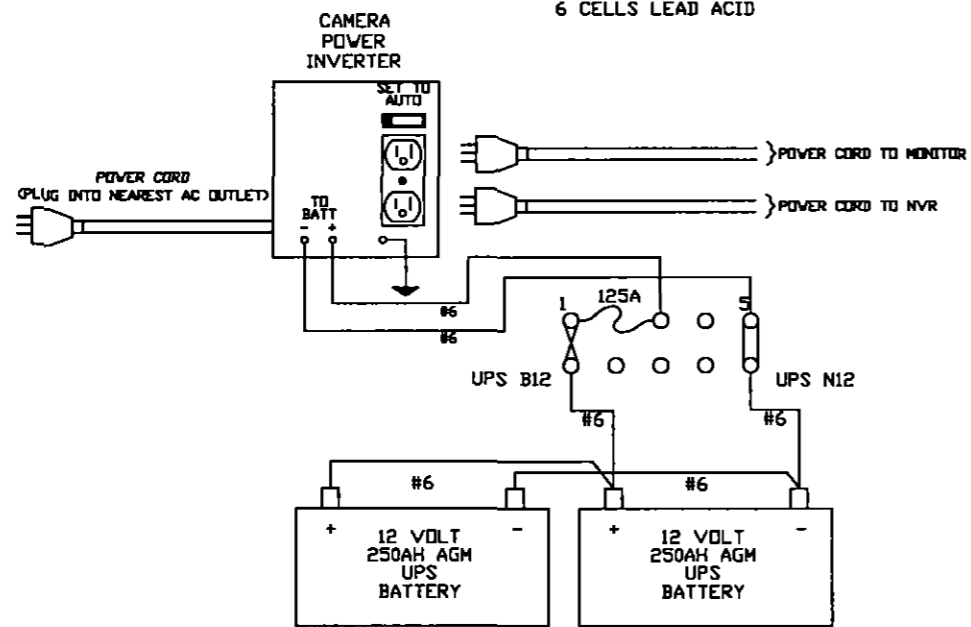 6 CELLS LEAD ACID
CAMERA
POWER
INVERTER
SET TO
AUTO
POWER CORD
(PLUG INTO NEAREST AC OUTLET)
TO
BATT
- +
}POWER CORD TO MONITOR
}POWER CORD TO NVR
#6
#6
1 125A 5
UPS B12
UPS N12
#6
#6
#6
#6
+ -
12 VOLT
250AH AGM
UPS
BATTERY
+ -
12 VOLT
250AH AGM
UPS
BATTERY